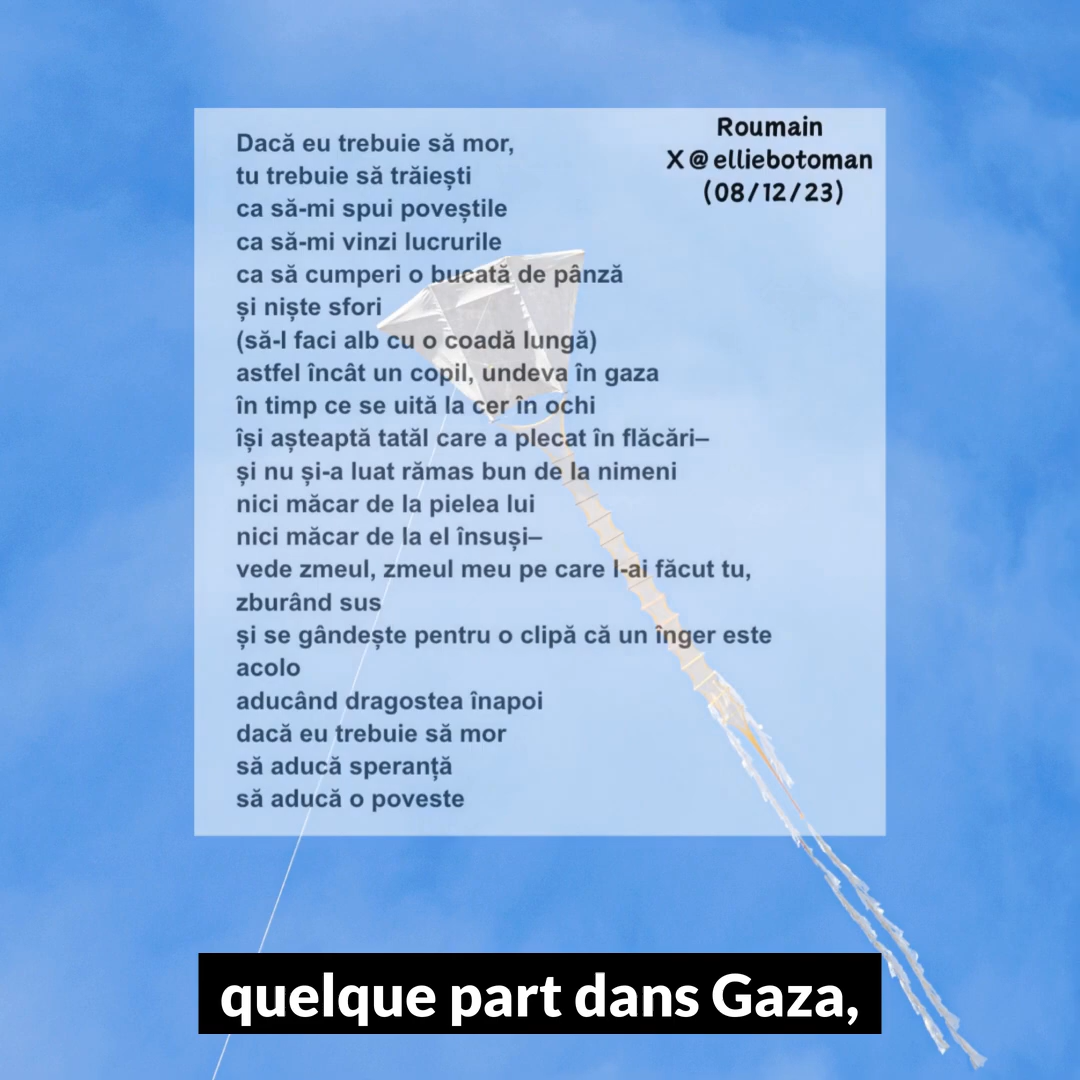 Dacă eu trebuie să mor,
tu trebuie să trăiești
ca să-mi spui poveștile
ca să-mi vinzi lucrurile
ca să cumperi o bucată de pânză
și niște sfori
(să-l faci alb cu o coadă lungă)
astfel încât un copil, undeva în gaza
în timp ce se uită la cer în ochi
își așteaptă tatăl care a plecat în flăcări–
și nu și-a luat rămas bun de la nimeni
nici măcar de la pielea lui
nici măcar de la el însuși–
vede zmeul, zmeul meu pe care l-ai făcut tu,
zburând sus
și se gândește pentru o clipă că un înger este
acolo
aducând dragostea înapoi
dacă eu trebuie să mor
să aducă speranță
să aducă o poveste
Roumain
X @elliebotoman
(08/12/23)
quelque part dans Gaza,